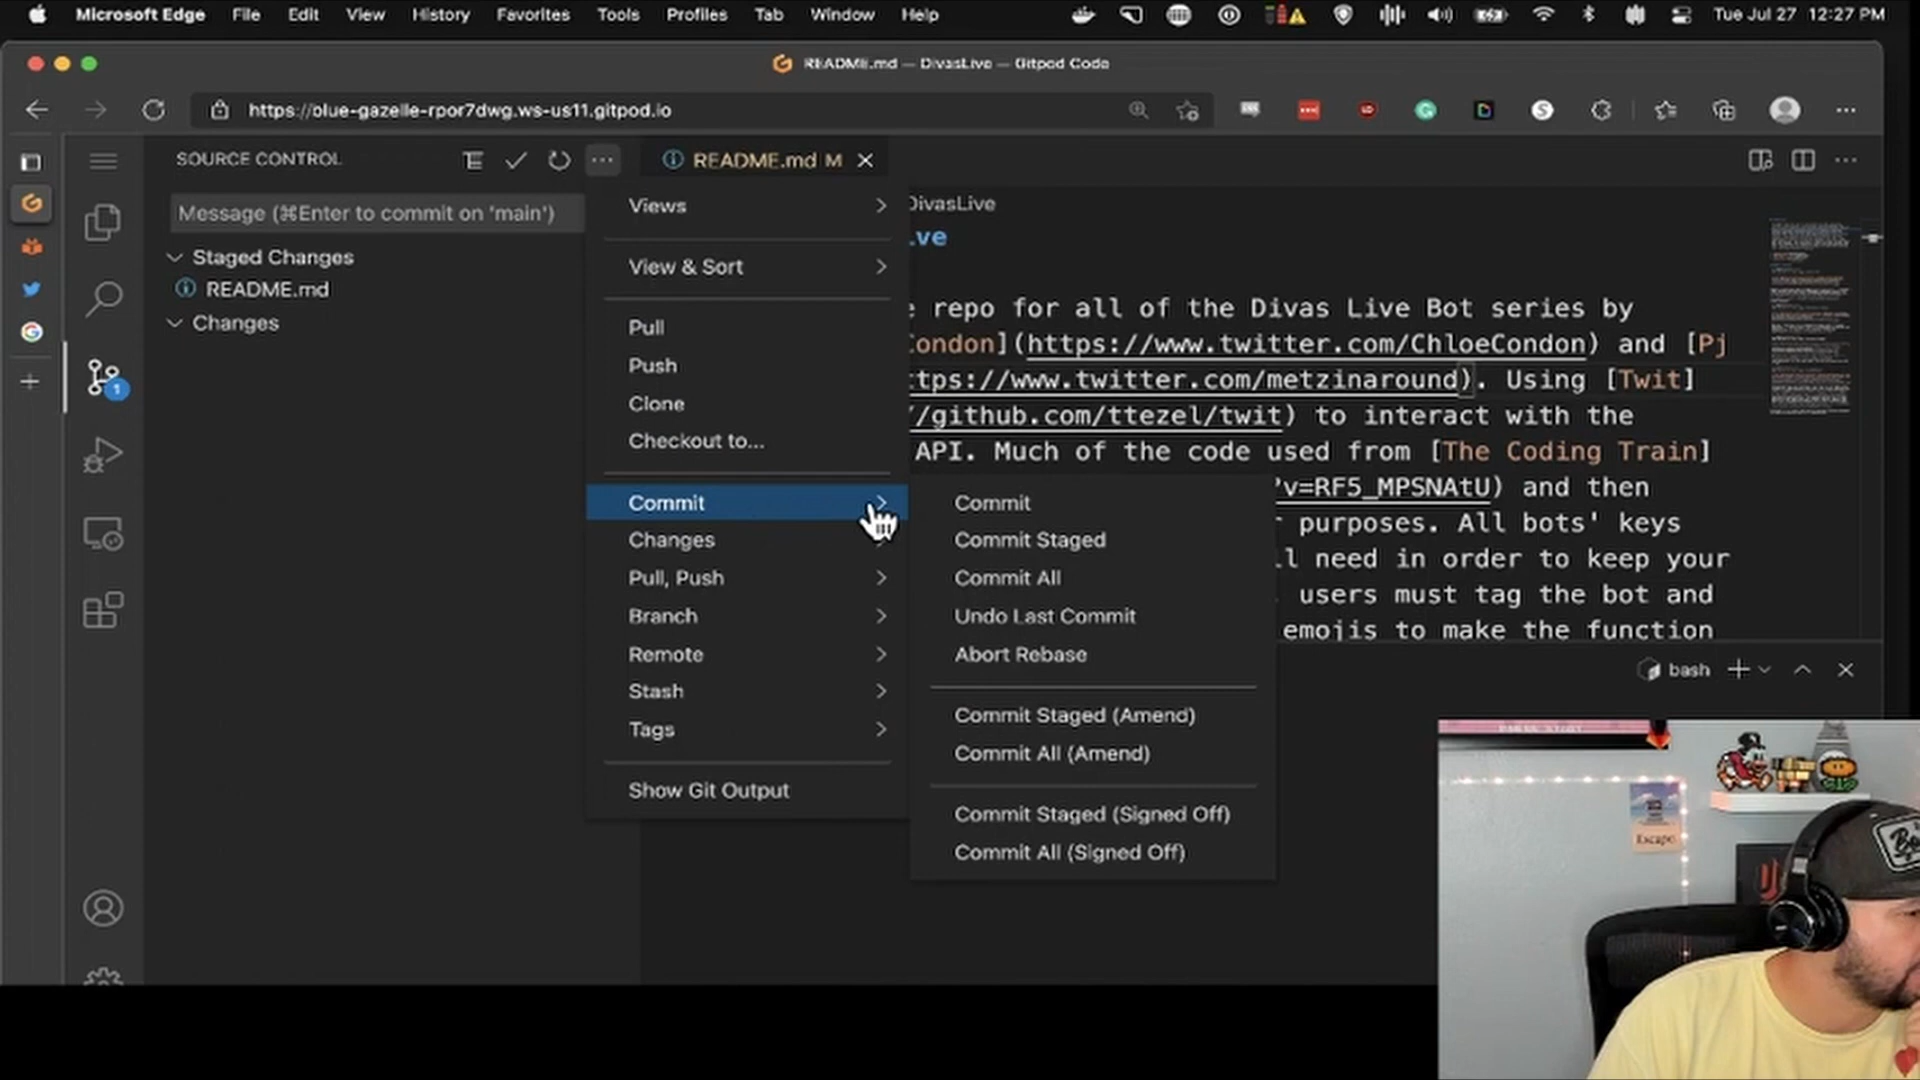 Microsoft Edge File Edit View History Favorites Tools Profiles Tab Window Help Tue Jul 27 12:27 PM
README.md — DivasLive — Gitpod Code
https://blue-gazelle-rpor7dwg.ws-us11.gitpod.io
SOURCE CONTROL
README.md M
Message (⌘Enter to commit on 'main')
Staged Changes
README.md
Changes
1
Views
View & Sort
Pull
Push
Clone
Checkout to...
Commit
Changes
Pull, Push
Branch
Remote
Stash
Tags
Show Git Output
Commit
Commit Staged
Commit All
Undo Last Commit
Abort Rebase
Commit Staged (Amend)
Commit All (Amend)
Commit Staged (Signed Off)
Commit All (Signed Off)
DivasLive
ve
e repo for all of the Divas Live Bot series by
ondon](https://www.twitter.com/ChloeCondon) and [Pj
tps://www.twitter.com/metzinaround). Using [Twit]
/github.com/ttezel/twit) to interact with the
API. Much of the code used from [The Coding Train]
?v=RF5_MPSNAtU) and then
r purposes. All bots' keys
ll need in order to keep your
users must tag the bot and
emojis to make the function
bash
Escape